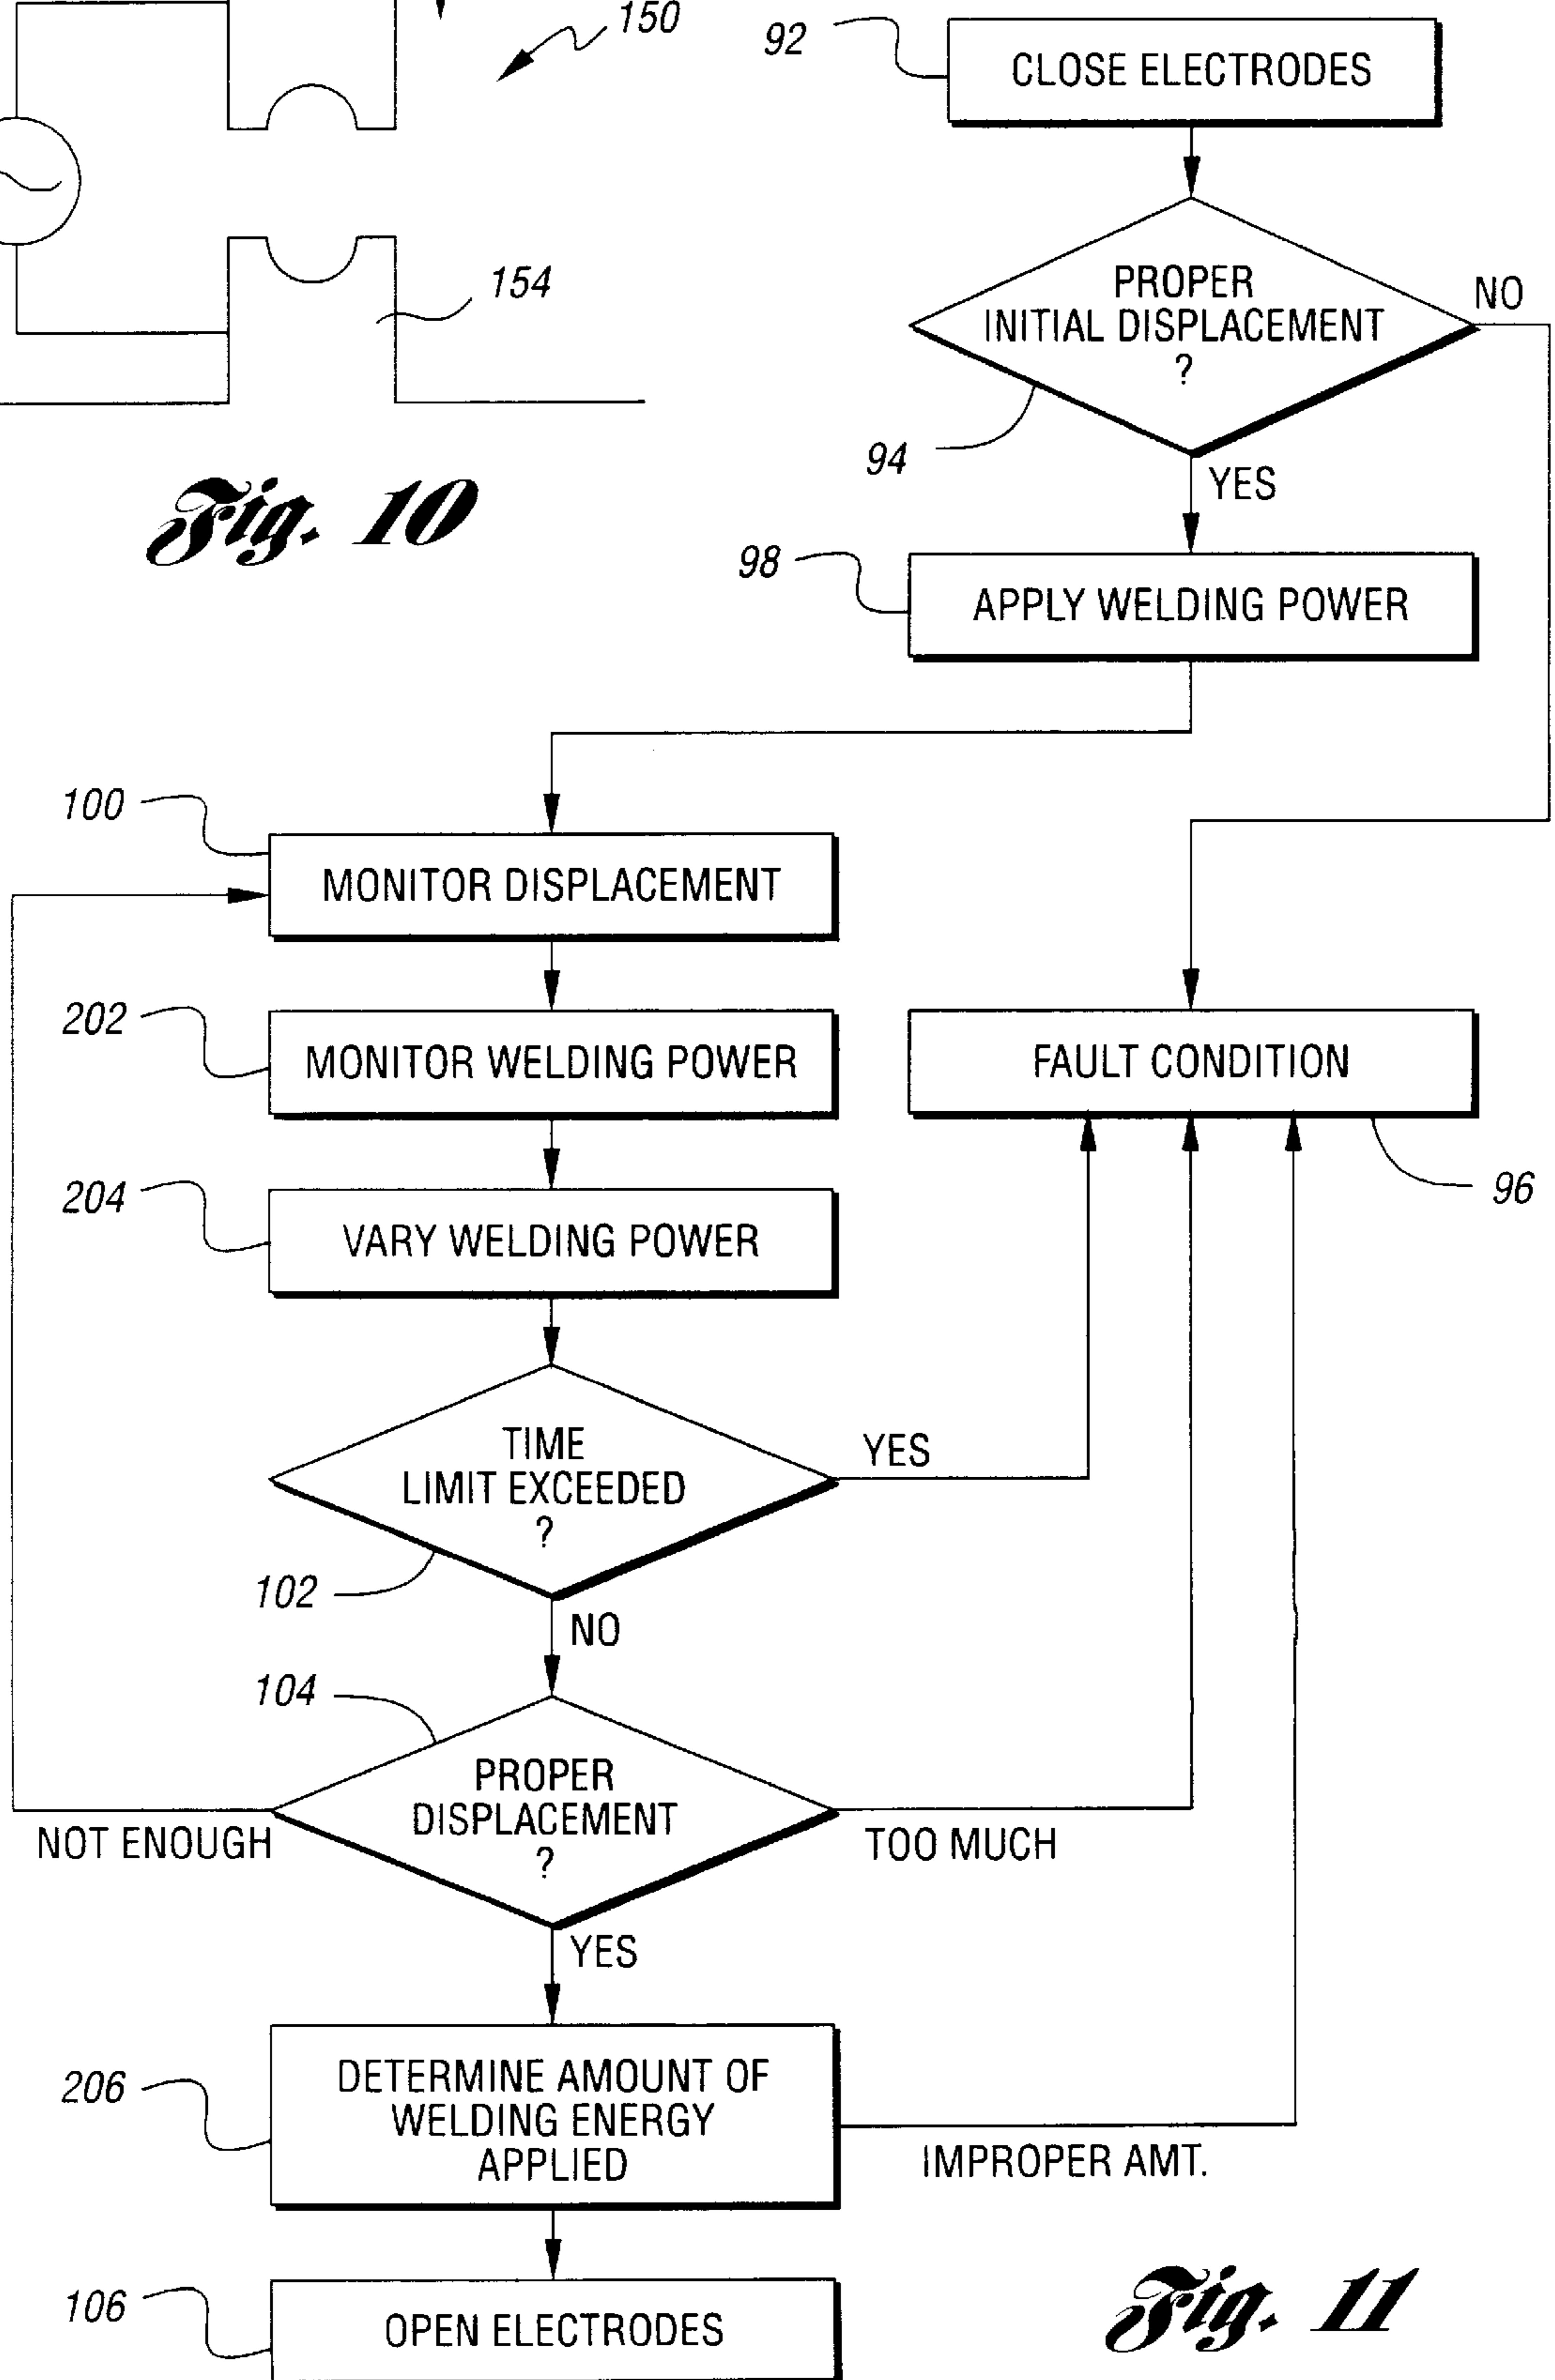 150
154
Fig. 10
92
CLOSE ELECTRODES
PROPER
INITIAL DISPLACEMENT
?
NO
94
YES
98
APPLY WELDING POWER
100
MONITOR DISPLACEMENT
202
MONITOR WELDING POWER
FAULT CONDITION
96
204
VARY WELDING POWER
TIME
LIMIT EXCEEDED
?
YES
102
NO
104
PROPER
DISPLACEMENT
?
NOT ENOUGH
TOO MUCH
YES
206
DETERMINE AMOUNT OF
WELDING ENERGY
APPLIED
IMPROPER AMT.
106
OPEN ELECTRODES
Fig. 11